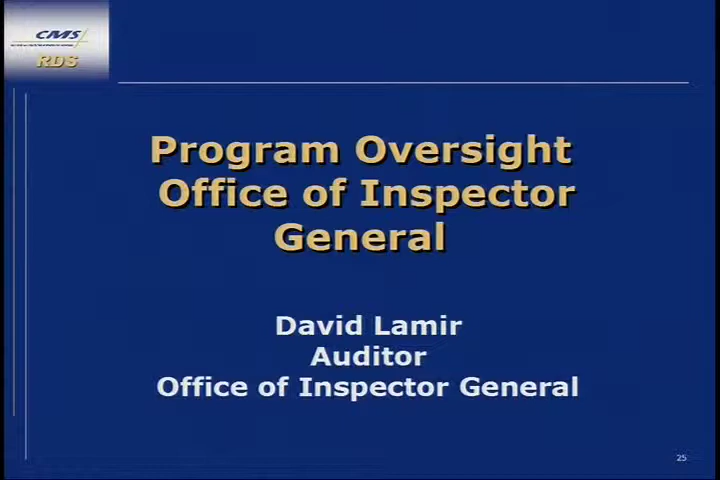 CMS
RDS
Program Oversight
Office of Inspector
General
David Lamir
Auditor
Office of Inspector General
25